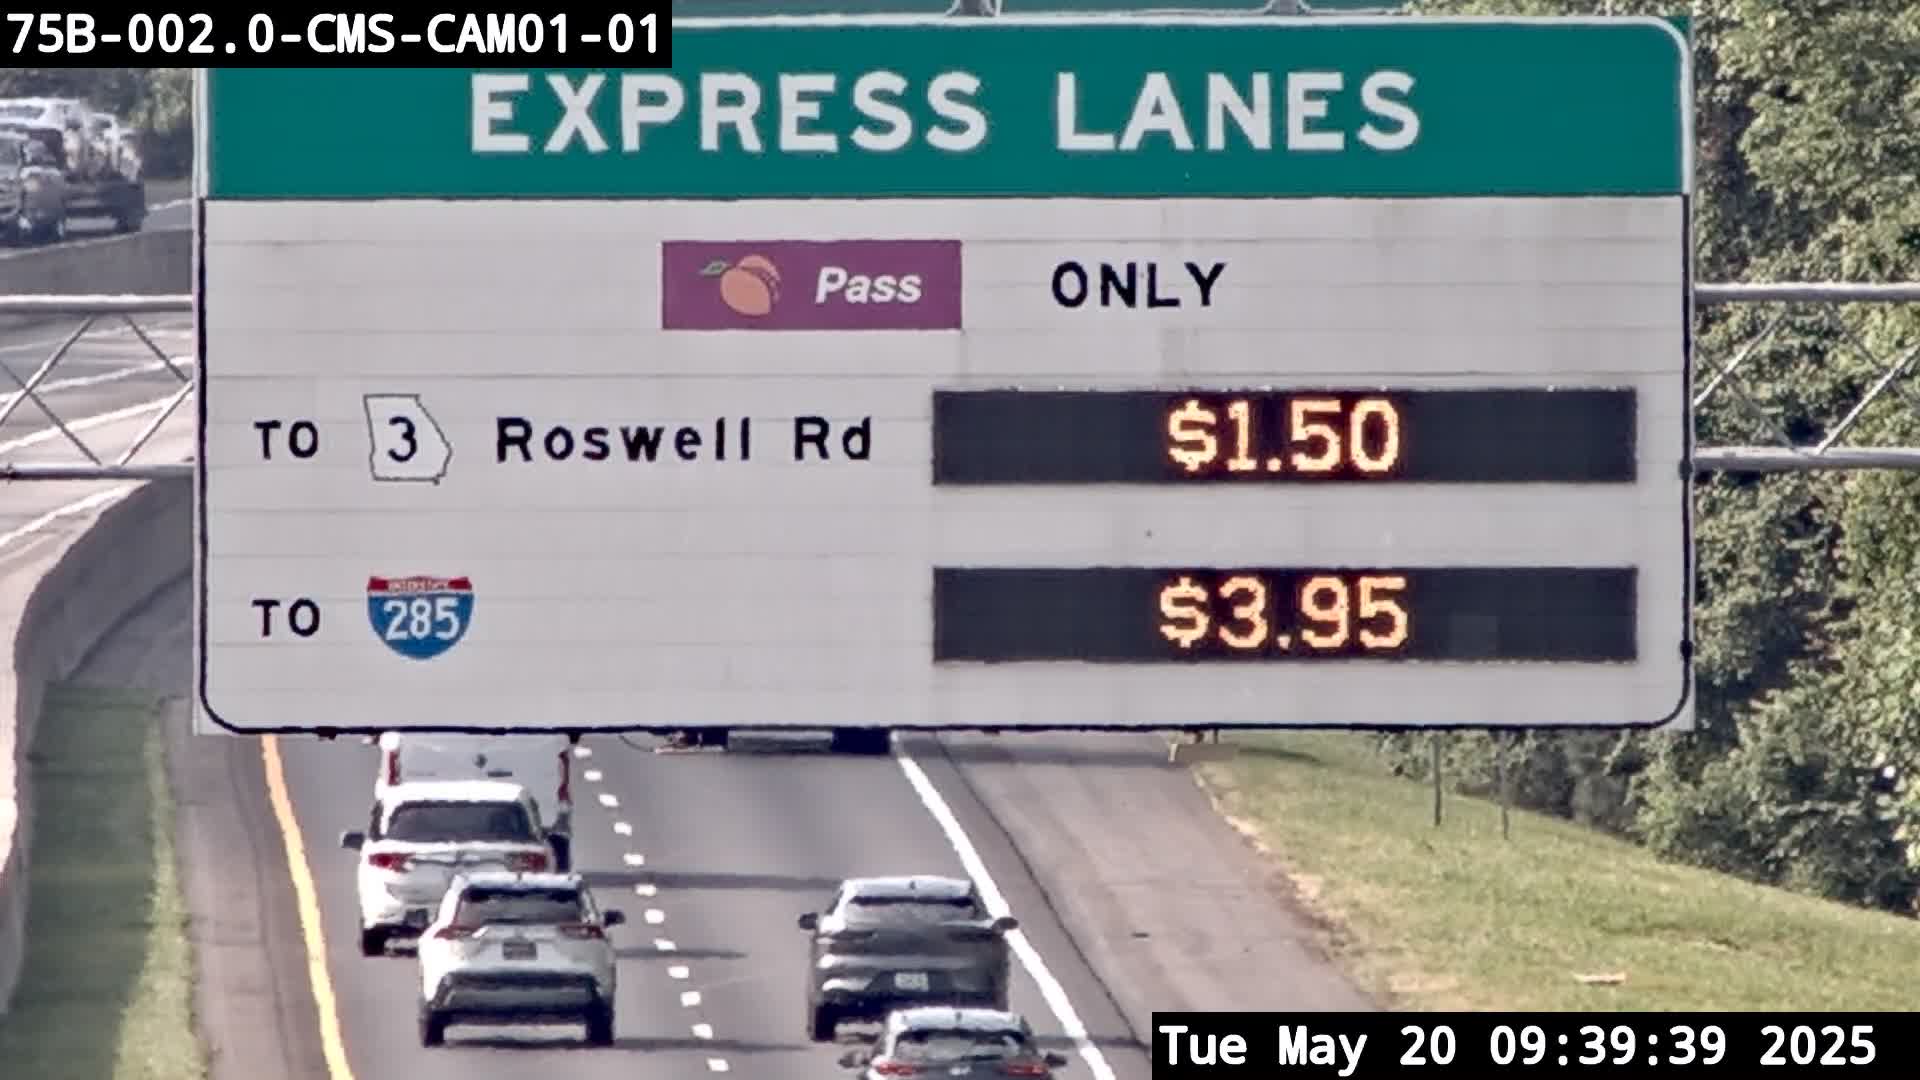 75B-002.0-CMS-CAM01-01
EXPRESS LANES
Pass ONLY
TO 3 Roswell Rd $1.50
INTERSTATE
TO 285 $3.95
Tue May 20 09:39:39 2025